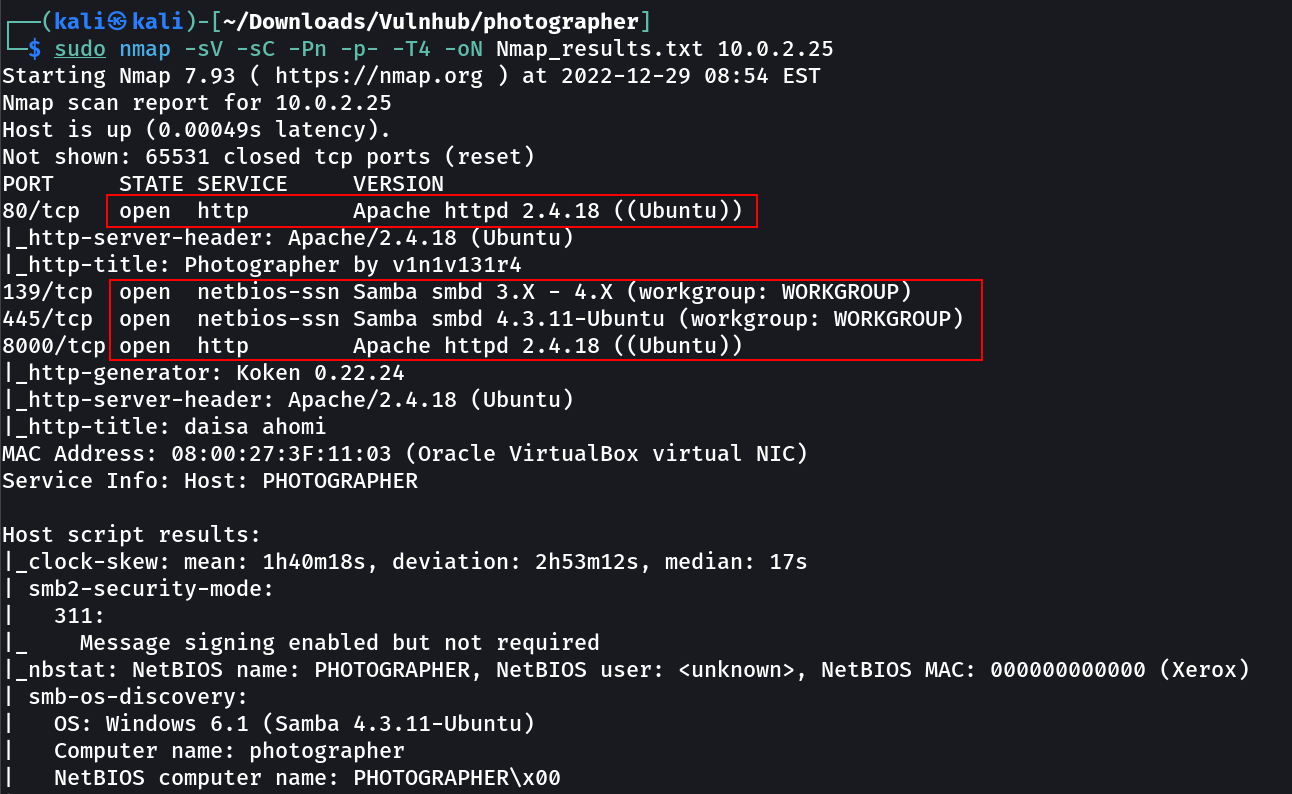 ┌──(kali㉿kali)-[~/Downloads/Vulnhub/photographer]
└─$ sudo nmap -sV -sC -Pn -p- -T4 -oN Nmap_results.txt 10.0.2.25
Starting Nmap 7.93 ( https://nmap.org ) at 2022-12-29 08:54 EST
Nmap scan report for 10.0.2.25
Host is up (0.00049s latency).
Not shown: 65531 closed tcp ports (reset)
PORT     STATE SERVICE     VERSION
80/tcp   open  http        Apache httpd 2.4.18 ((Ubuntu))
|_http-server-header: Apache/2.4.18 (Ubuntu)
|_http-title: Photographer by v1n1v131r4
139/tcp  open  netbios-ssn Samba smbd 3.X - 4.X (workgroup: WORKGROUP)
445/tcp  open  netbios-ssn Samba smbd 4.3.11-Ubuntu (workgroup: WORKGROUP)
8000/tcp open  http        Apache httpd 2.4.18 ((Ubuntu))
|_http-generator: Koken 0.22.24
|_http-server-header: Apache/2.4.18 (Ubuntu)
|_http-title: daisa ahomi
MAC Address: 08:00:27:3F:11:03 (Oracle VirtualBox virtual NIC)
Service Info: Host: PHOTOGRAPHER

Host script results:
|_clock-skew: mean: 1h40m18s, deviation: 2h53m12s, median: 17s
| smb2-security-mode:
|   311:
|_    Message signing enabled but not required
|_nbstat: NetBIOS name: PHOTOGRAPHER, NetBIOS user: <unknown>, NetBIOS MAC: 000000000000 (Xerox)
| smb-os-discovery:
|   OS: Windows 6.1 (Samba 4.3.11-Ubuntu)
|   Computer name: photographer
|   NetBIOS computer name: PHOTOGRAPHER\x00